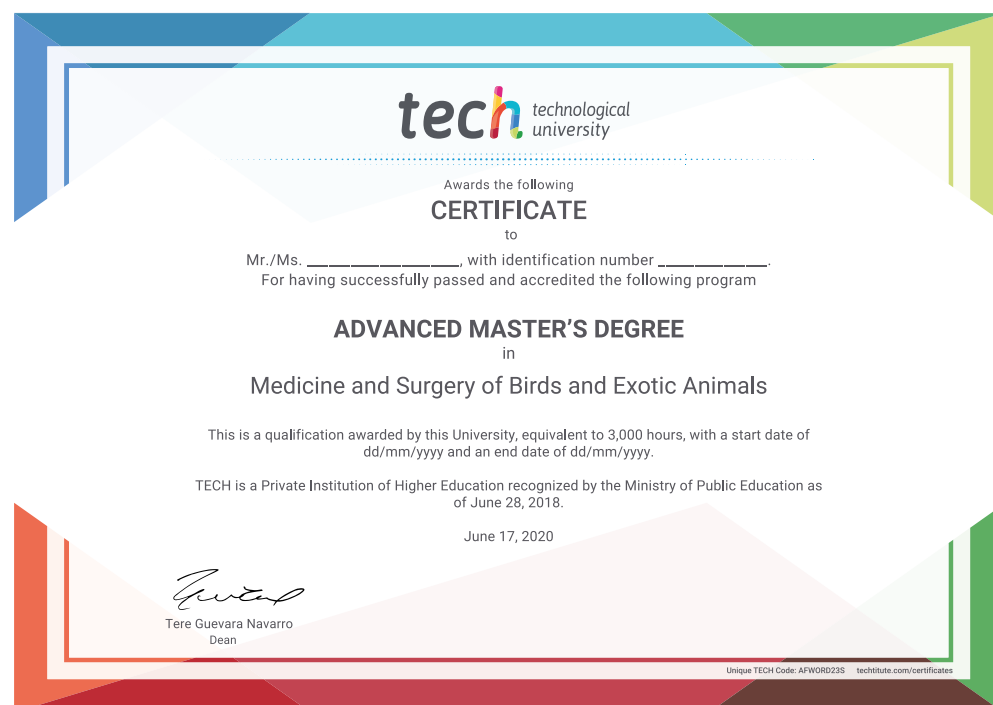 tech technological
university
Awards the following
CERTIFICATE
to
Mr./Ms. _______________, with identification number ___________.
For having successfully passed and accredited the following program
ADVANCED MASTER'S DEGREE
in
Medicine and Surgery of Birds and Exotic Animals
This is a qualification awarded by this University, equivalent to 3,000 hours, with a start date of
dd/mm/yyyy and an end date of dd/mm/yyyy.
TECH is a Private Institution of Higher Education recognized by the Ministry of Public Education as
of June 28, 2018.
June 17, 2020
Tere Guevara Navarro
Dean
Unique TECH Code: AFWORD23S techtitute.com/certificates